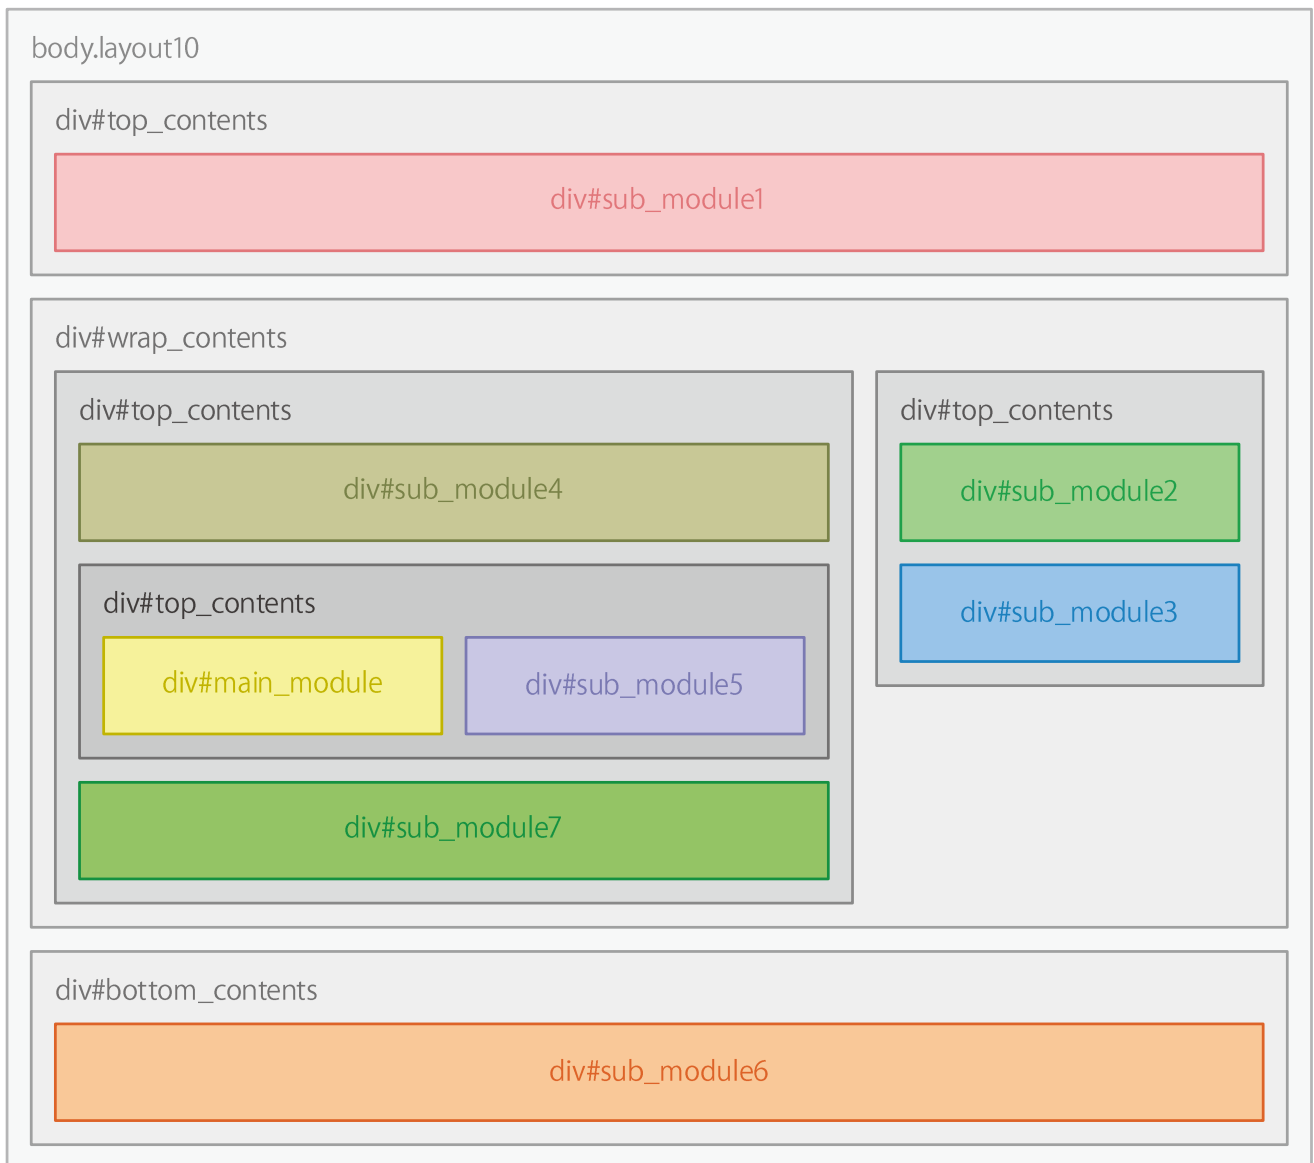 body.layout10
div#top_contents
div#sub_module1
div#wrap_contents
div#top_contents
div#sub_module4
div#top_contents
div#main_module
div#sub_module5
div#sub_module7
div#top_contents
div#sub_module2
div#sub_module3
div#bottom_contents
div#sub_module6